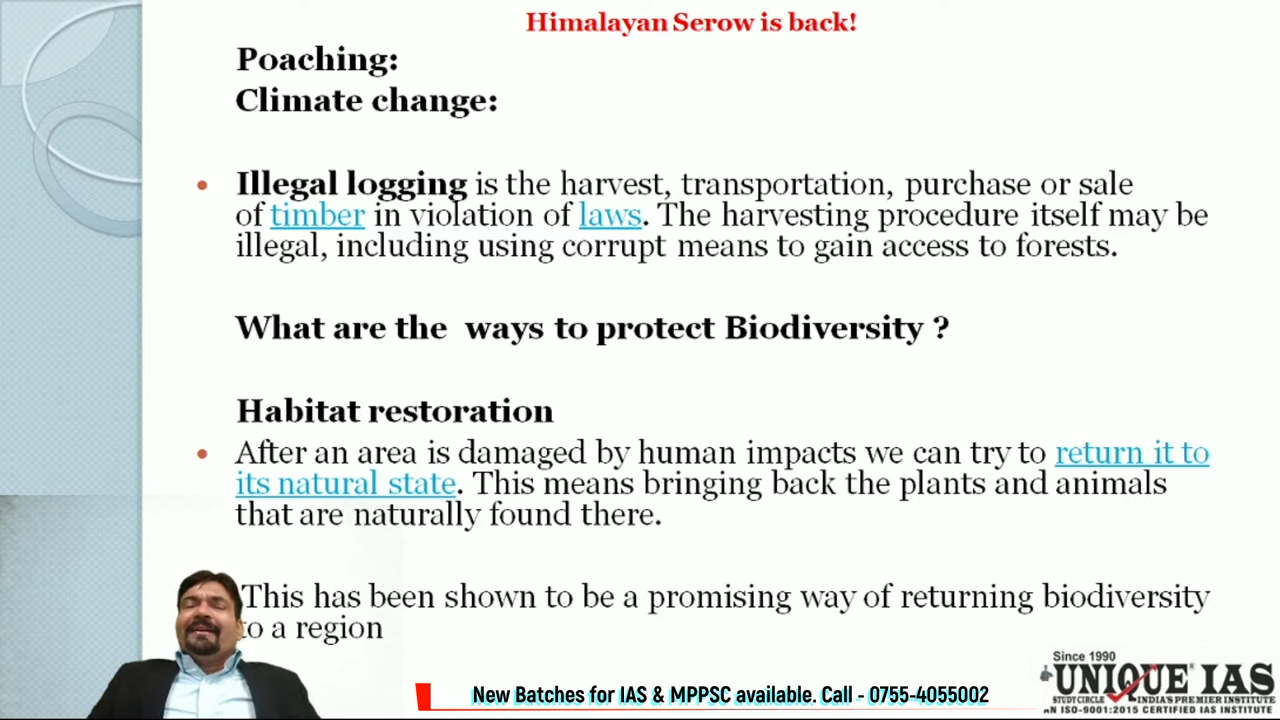 Himalayan Serow is back!
Poaching:
Climate change:
Illegal logging is the harvest, transportation, purchase or sale
of timber in violation of laws. The harvesting procedure itself may be
illegal, including using corrupt means to gain access to forests.
What are the ways to protect Biodiversity ?
Habitat restoration
After an area is damaged by human impacts we can try to return it to
its natural state. This means bringing back the plants and animals
that are naturally found there.
This has been shown to be a promising way of returning biodiversity
to a region
Since 1990
UNIQUE IAS
STUDY CIRCLE INDIA'S PREMIER INSTITUTE
AN ISO-9001:2015 CERTIFIED IAS INSTITUTE
New Batches for IAS & MPPSC available. Call - 0755-4055002